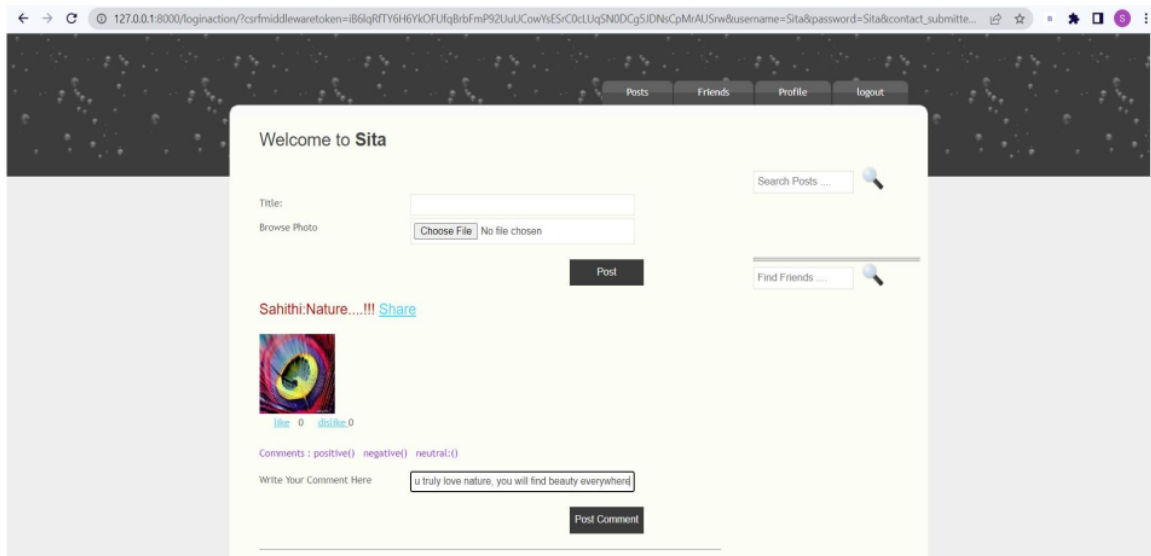 127.0.0.1:8000/loginaction/?csrfmiddlewaretoken=iB6lqRfTY6H6YkOFUfqBrbFmP92UuUCowYsESrC0cLUqSN0DCg5JDNsCpMrAUSrw&username=Sita&password=Sita&contact_submitte...
S
Posts Friends Profile logout
Welcome to Sita
Search Posts ....
Title:
Browse Photo Choose File No file chosen
Post
Find Friends ....
Sahithi:Nature....!!! Share
like 0 dislike 0
Comments : positive() negative() neutral:()
Write Your Comment Here u truly love nature, you will find beauty everywhere
Post Comment